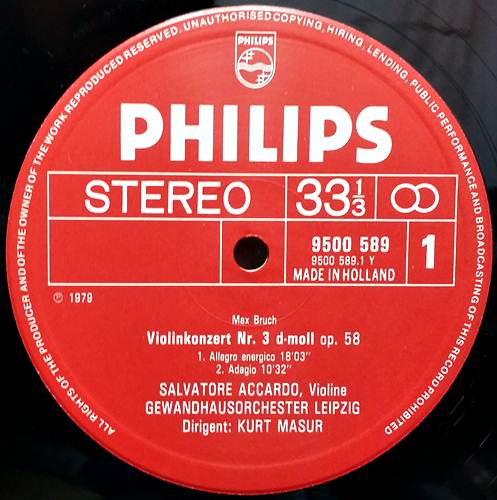 ALL RIGHTS OF THE PRODUCER AND OF THE OWNER OF THE WORK REPRODUCED RESERVED. UNAUTHORISED COPYING, HIRING, LENDING, PUBLIC PERFORMANCE AND BROADCASTING OF THIS RECORD PROHIBITED
PHILIPS
PHILIPS
STEREO 33 1/3
9500 589
9500 589.1 Y
MADE IN HOLLAND
1
℗ 1979
Max Bruch
Violinkonzert Nr. 3 d-moll op. 58
1. Allegro energico 18'03"
2. Adagio 10'32"
SALVATORE ACCARDO, Violine
GEWANDHAUSORCHESTER LEIPZIG
Dirigent: KURT MASUR